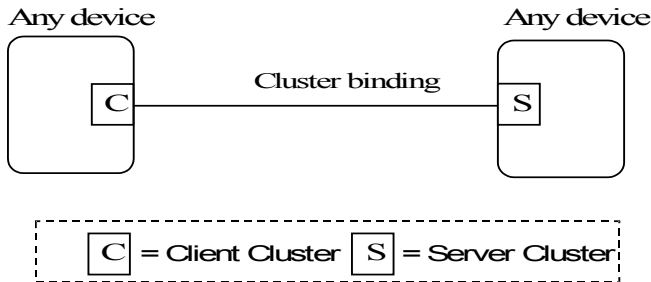 Any device
Any device
Cluster binding
C
S
C = Client Cluster S = Server Cluster